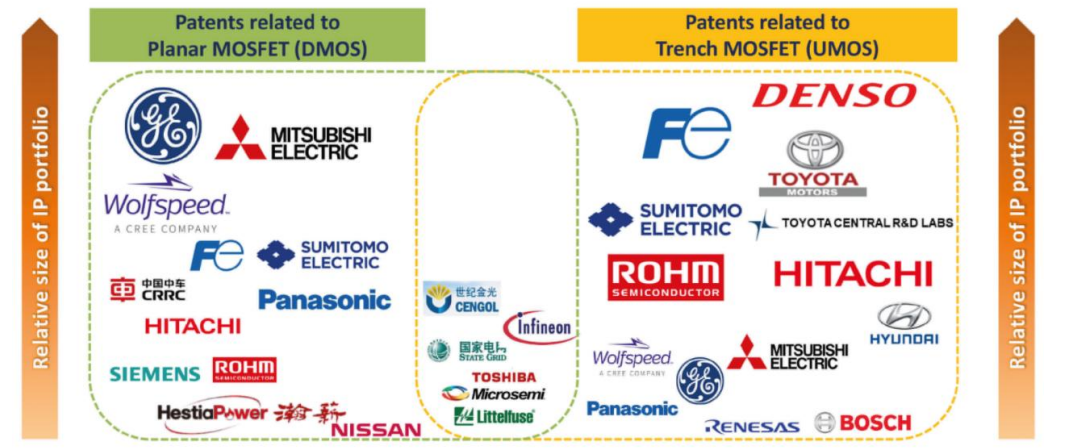 Patents related to
Planar MOSFET (DMOS)
Patents related to
Trench MOSFET (UMOS)
Relative size of IP portfolio
GE
MITSUBISHI
ELECTRIC
Wolfspeed
A CREE COMPANY
Fe
SUMITOMO
ELECTRIC
中国中车
CRRC
Panasonic
HITACHI
SIEMENS
ROHM
SEMICONDUCTOR
HestiaPower 瀚薪
NISSAN
世纪金光
CENGOL
Infineon
国家电
STATE GRID
TOSHIBA
Microsemi
Littelfuse
DENSO
Fe
TOYOTA
MOTORS
SUMITOMO
ELECTRIC
TOYOTA CENTRAL R&D LABS
ROHM
SEMICONDUCTOR
HITACHI
HYUNDAI
Wolfspeed
A CREE COMPANY
GE
MITSUBISHI
ELECTRIC
Panasonic
RENESAS
BOSCH
Relative size of IP portfolio